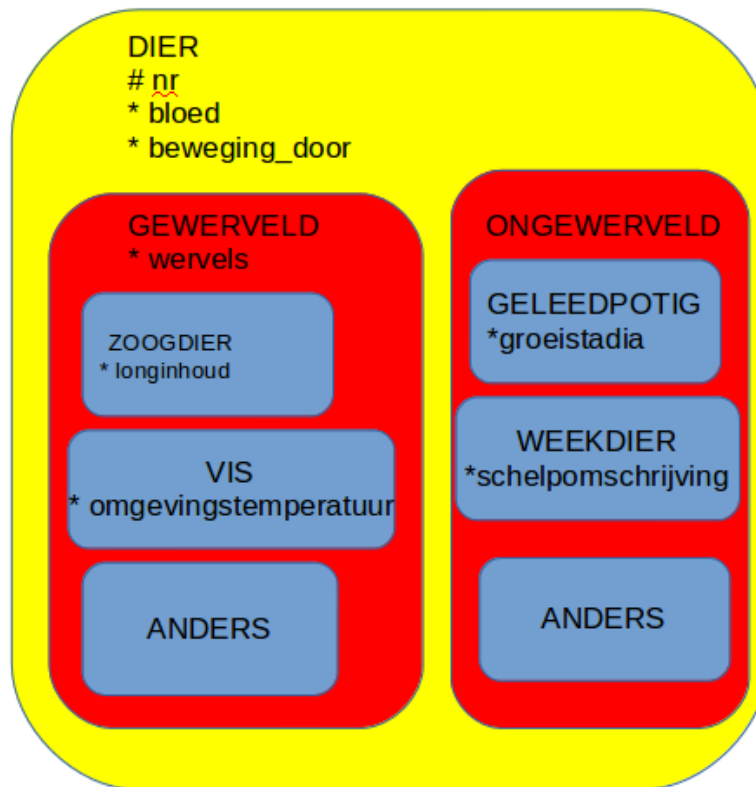 DIER
# nr
* bloed
* beweging_door
GEWERVELD
* wervels
ZOOGDIER
* longinhoud
VIS
* omgevingstemperatuur
ANDERS
ONGEWERVELD
GELEEDPOTIG
*groeistadia
WEEKDIER
*schelpomschrijving
ANDERS